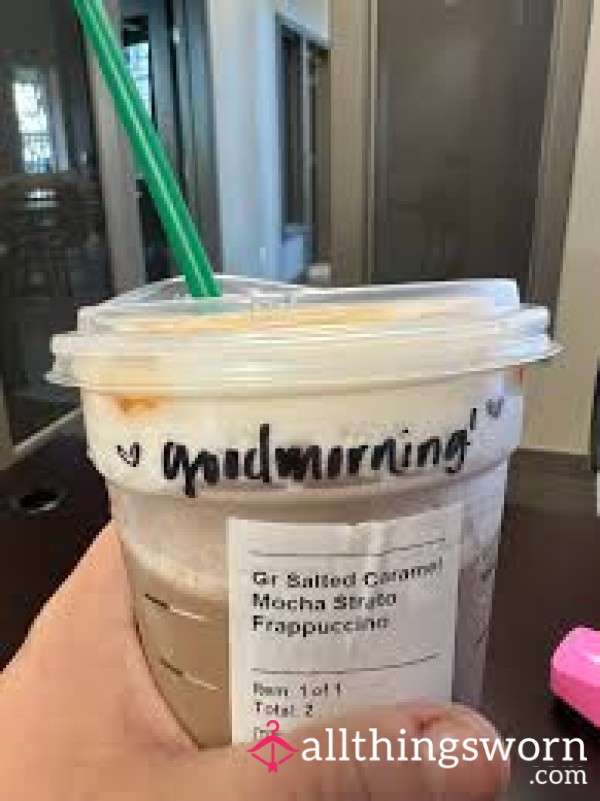 goodmorning!
Gr Salted Caramel
Mocha Strato
Frappuccino
Item: 1 of 1
Total: 2
allthingsworn
.com